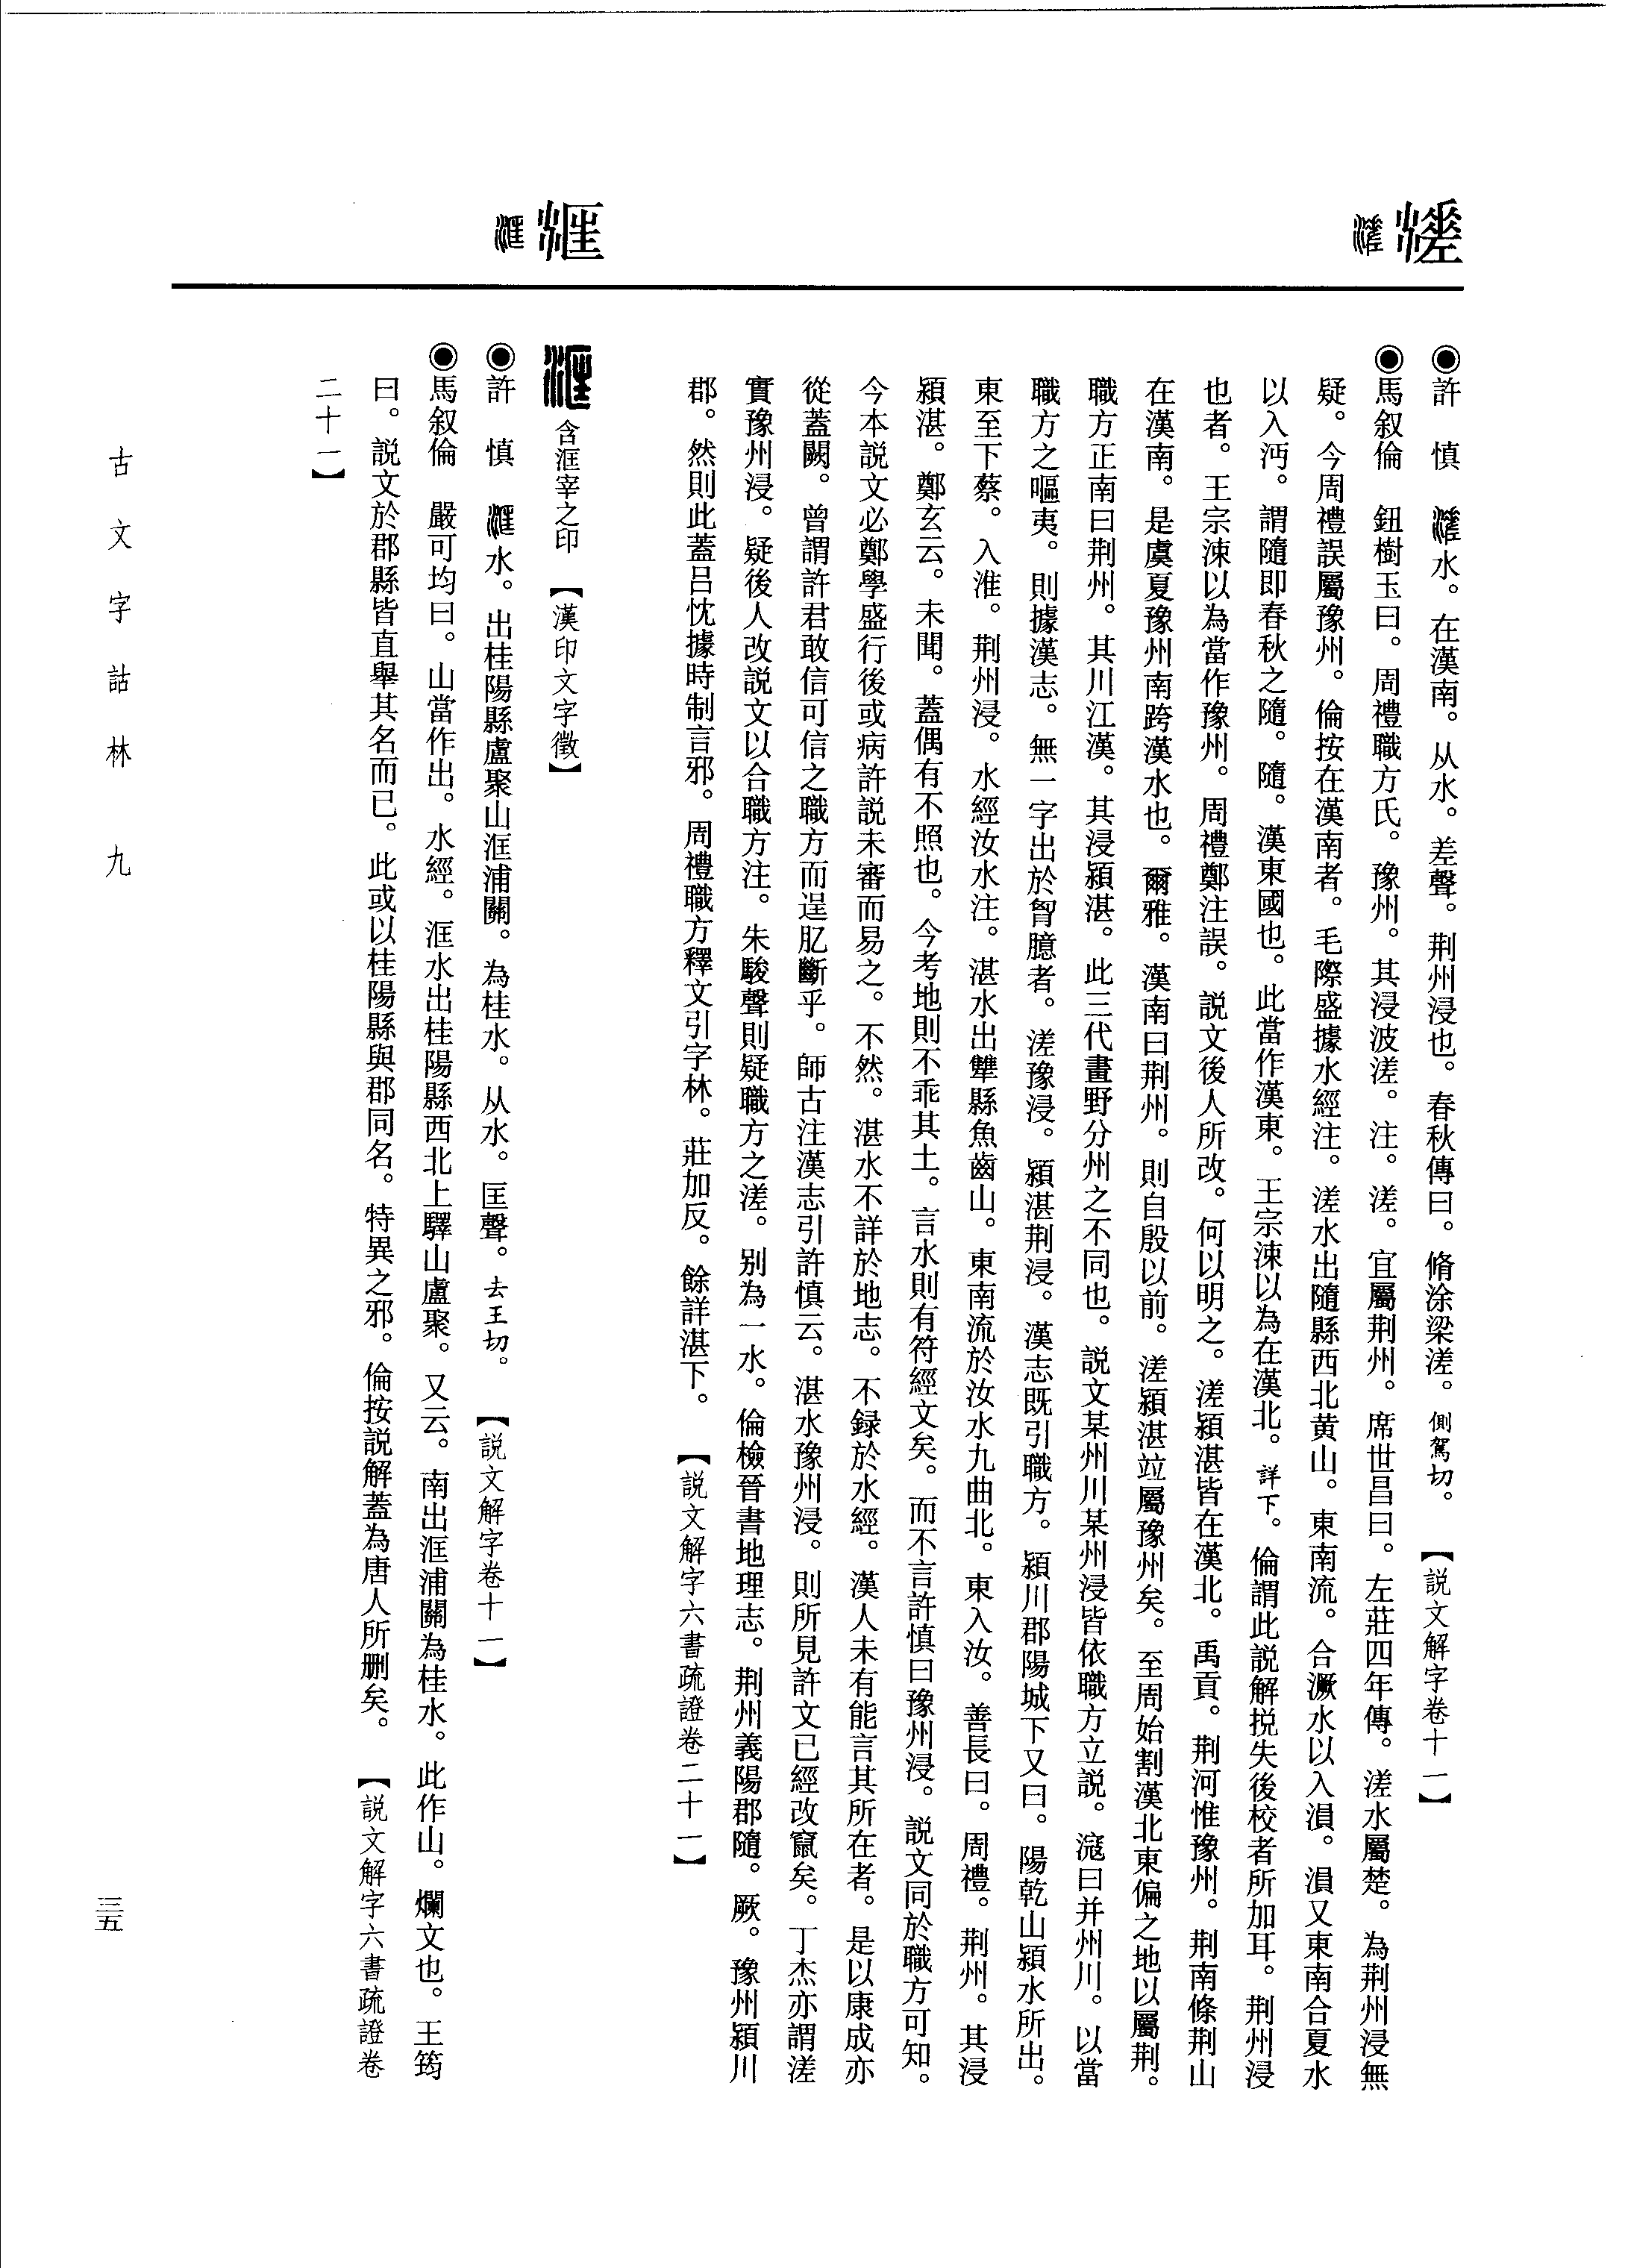 溠
洭
◉許　慎　溠水。在漢南。从水。差聲。荆州浸也。春秋傳曰。脩涂梁溠。側駕切。【説文解字卷十一】
◉馬叙倫　鈕樹玉曰。周禮職方氏。豫州。其浸波溠。注。溠。宜屬荆州。席世昌曰。左莊四年傳。溠水屬楚。為荆州浸無
疑。今周禮誤屬豫州。倫按在漢南者。毛際盛據水經注。溠水出隨縣西北黄山。東南流。合㵐水以入溳。溳又東南合夏水
以入沔。謂隨即春秋之隨。隨。漢東國也。此當作漢東。王宗涑以為在漢北。詳下。倫謂此説解挩失後校者所加耳。荆州浸
也者。王宗涑以為當作豫州。周禮鄭注誤。説文後人所改。何以明之。溠潁湛皆在漢北。禹貢。荆河惟豫州。荆南條荆山
在漢南。是虞夏豫州南跨漢水也。爾雅。漢南曰荆州。則自殷以前。溠潁湛竝屬豫州矣。至周始割漢北東偏之地以屬荆。
職方正南曰荆州。其川江漢。其浸潁湛。此三代畫野分州之不同也。説文某州川某州浸皆依職方立説。滱曰并州川。以當
職方之嘔夷。則據漢志。無一字出於胷臆者。溠豫浸。潁湛荆浸。漢志既引職方。潁川郡陽城下又曰。陽乾山潁水所出。
東至下蔡。入淮。荆州浸。水經汝水注。湛水出犨縣魚齒山。東南流於汝水九曲北。東入汝。善長曰。周禮。荆州。其浸
潁湛。鄭玄云。未聞。蓋偶有不照也。今考地則不乖其土。言水則有符經文矣。而不言許慎曰豫州浸。説文同於職方可知。
今本説文必鄭學盛行後或病許説未審而易之。不然。湛水不詳於地志。不録於水經。漢人未有能言其所在者。是以康成亦
從蓋闕。曾謂許君敢信可信之職方而逞肊斷乎。師古注漢志引許慎云。湛水豫州浸。則所見許文已經改竄矣。丁杰亦謂溠
實豫州浸。疑後人改説文以合職方注。朱駿聲則疑職方之溠。别為一水。倫檢晉書地理志。荆州義陽郡隨。厥。豫州潁川
郡。然則此蓋吕忱據時制言邪。周禮職方釋文引字林。莊加反。餘詳湛下。【説文解字六書疏證卷二十一】
含洭宰之印　【漢印文字徵】
◉許　慎　洭水。出桂陽縣盧聚山洭浦關。為桂水。从水。匡聲。去王切。【説文解字卷十一】
◉馬叙倫　嚴可均曰。山當作出。水經。洭水出桂陽縣西北上驛山盧聚。又云。南出洭浦關為桂水。此作山。爛文也。王筠
曰。説文於郡縣皆直舉其名而已。此或以桂陽縣與郡同名。特異之邪。倫按説解蓋為唐人所删矣。【説文解字六書疏證卷
二十一】
古文字詁林　九
三五